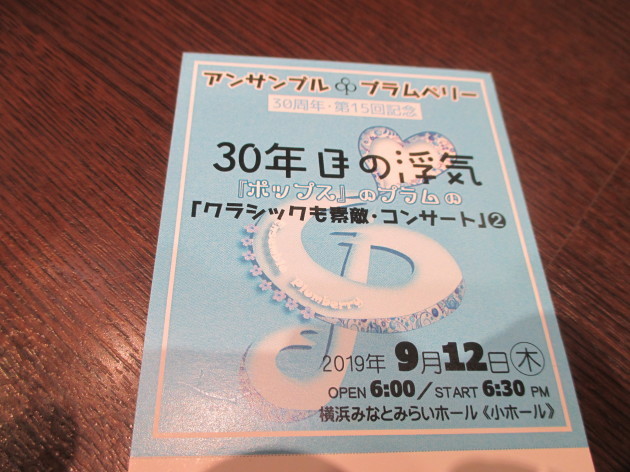 アンサンブル プラムベリー
30周年・第15回記念
30年目の浮気
『ポップス』のプラムの
「クラシックも素敵・コンサート」②
2019年 9月12日㊍
OPEN 6:00/START 6:30 PM
横浜みなとみらいホール《小ホール》